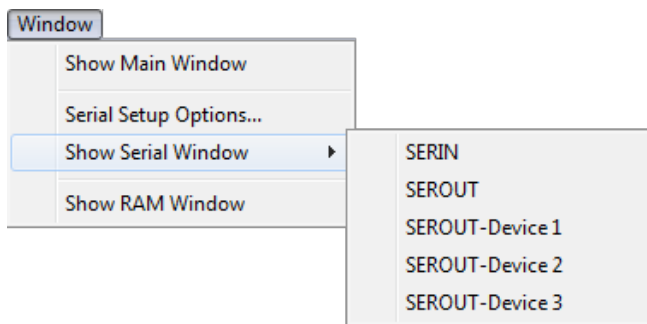 Window
Show Main Window
Serial Setup Options...
Show Serial Window
Show RAM Window
SERIN
SEROUT
SEROUT-Device 1
SEROUT-Device 2
SEROUT-Device 3